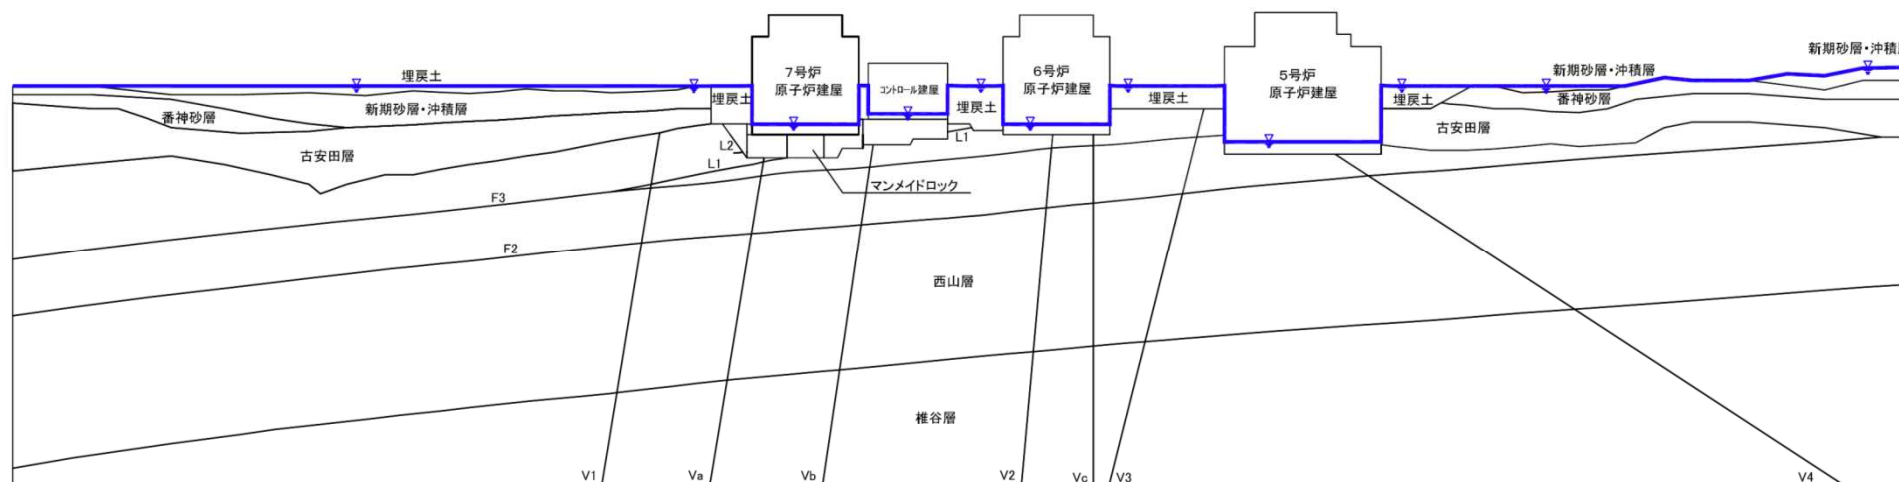 新期砂層・沖積層
7号炉
原子炉建屋
6号炉
原子炉建屋
5号炉
原子炉建屋
新期砂層・沖積層
埋戻土
コントロール建屋
埋戻土
埋戻土
埋戻土
埋戻土
番神砂層
新期砂層・沖積層
番神砂層
古安田層
L1
古安田層
L2
L1
マンメイドロック
F3
F2
西山層
椎谷層
V1
Va
Vb
V2
Vc
V3
V4